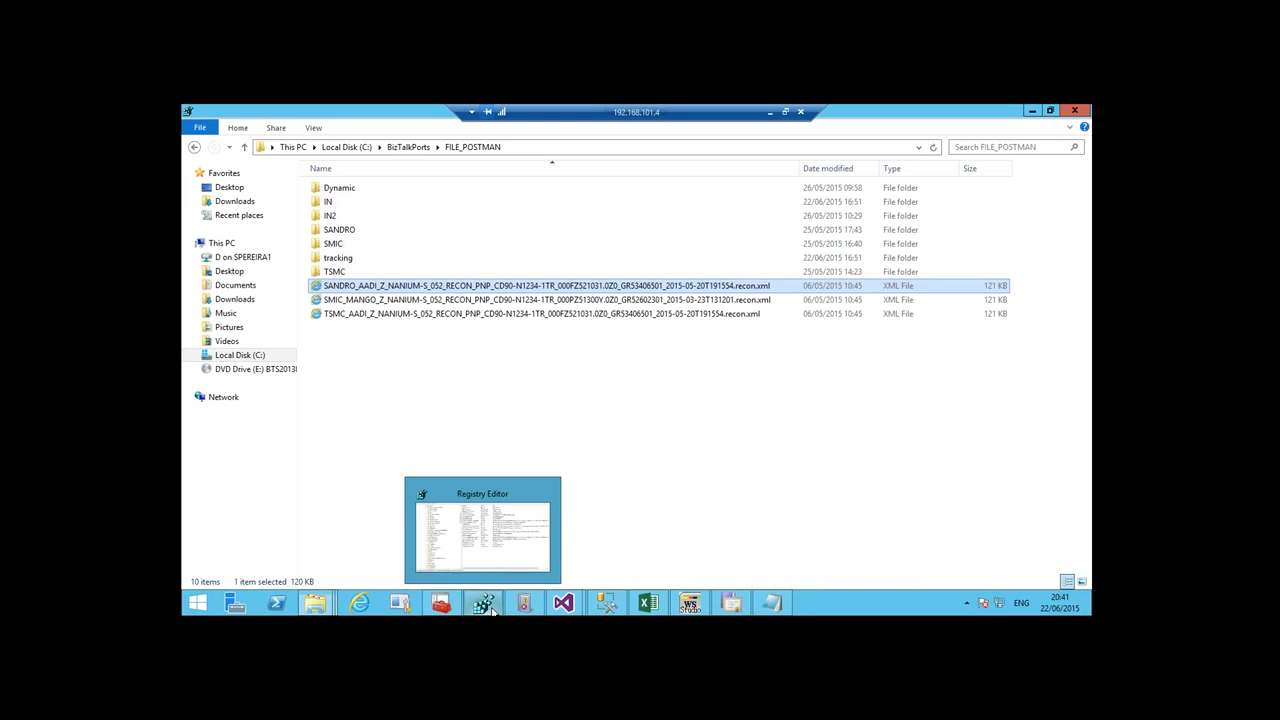 192.168.101.4
File Home Share View
This PC Local Disk (C:) BizTalkPorts FILE_POSTMAN Search FILE_POSTMAN
Name Date modified Type Size
Favorites
Desktop
Downloads
Recent places
This PC
D on SPEREIRA1
Desktop
Documents
Downloads
Music
Pictures
Videos
Local Disk (C:)
DVD Drive (E:) BTS2013
Network
Dynamic 26/05/2015 09:58 File folder
IN 22/06/2015 16:51 File folder
IN2 26/05/2015 10:29 File folder
SANDRO 25/05/2015 17:43 File folder
SMIC 25/05/2015 16:40 File folder
tracking 22/06/2015 16:51 File folder
TSMC 25/05/2015 14:23 File folder
SANDRO_AADI_Z_NANIUM-S_052_RECON_PNP_CD90-N1234-1TR_000FZ521031.0Z0_GR53406501_2015-05-20T191554.recon.xml 06/05/2015 10:45 XML File 121 KB
SMIC_MANGO_Z_NANIUM-S_052_RECON_PNP_CD90-N1234-1TR_000PZ51300Y.0Z0_GR52602301_2015-03-23T131201.recon.xml 06/05/2015 10:45 XML File 121 KB
TSMC_AADI_Z_NANIUM-S_052_RECON_PNP_CD90-N1234-1TR_000FZ521031.0Z0_GR53406501_2015-05-20T191554.recon.xml 06/05/2015 10:45 XML File 121 KB
Registry Editor
10 items 1 item selected 120 KB
WS
Studio
ENG
20:41
22/06/2015